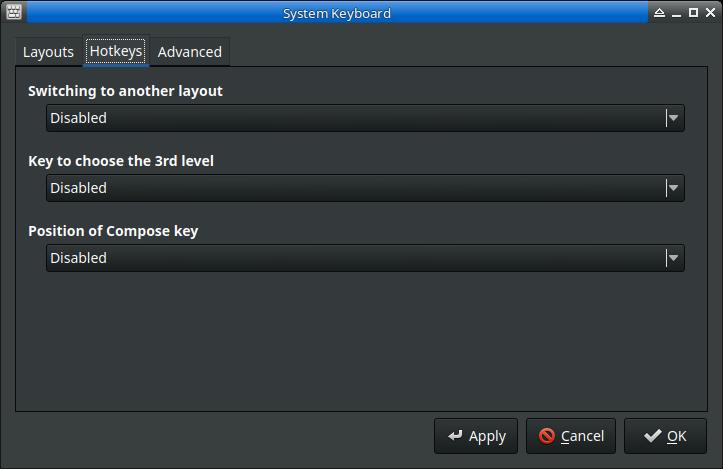 System Keyboard
Layouts Hotkeys Advanced
Switching to another layout
Disabled
Key to choose the 3rd level
Disabled
Position of Compose key
Disabled
Apply Cancel OK